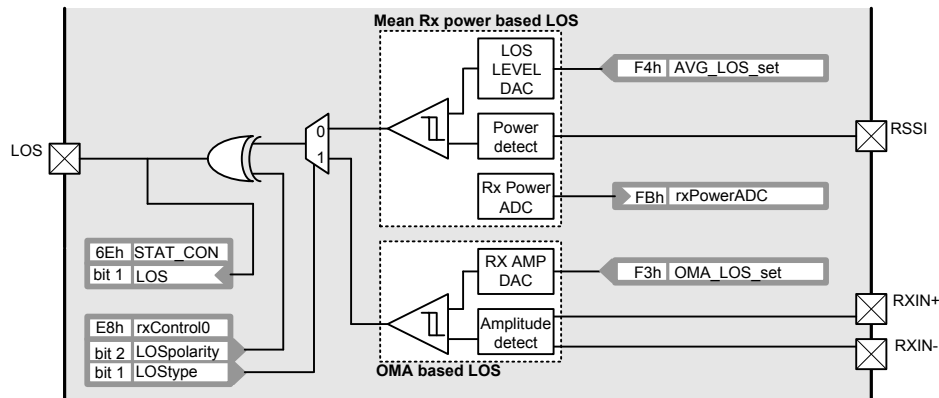 Mean Rx power based LOS
LOS
LEVEL
DAC
F4h AVG_LOS_set
0
1
Power
detect
RSSI
LOS
Rx Power
ADC
FBh rxPowerADC
6Eh STAT_CON
bit 1 LOS
RX AMP
DAC
F3h OMA_LOS_set
E8h rxControl0
bit 2 LOSpolarity
bit 1 LOStype
Amplitude
detect
RXIN+
RXIN-
OMA based LOS